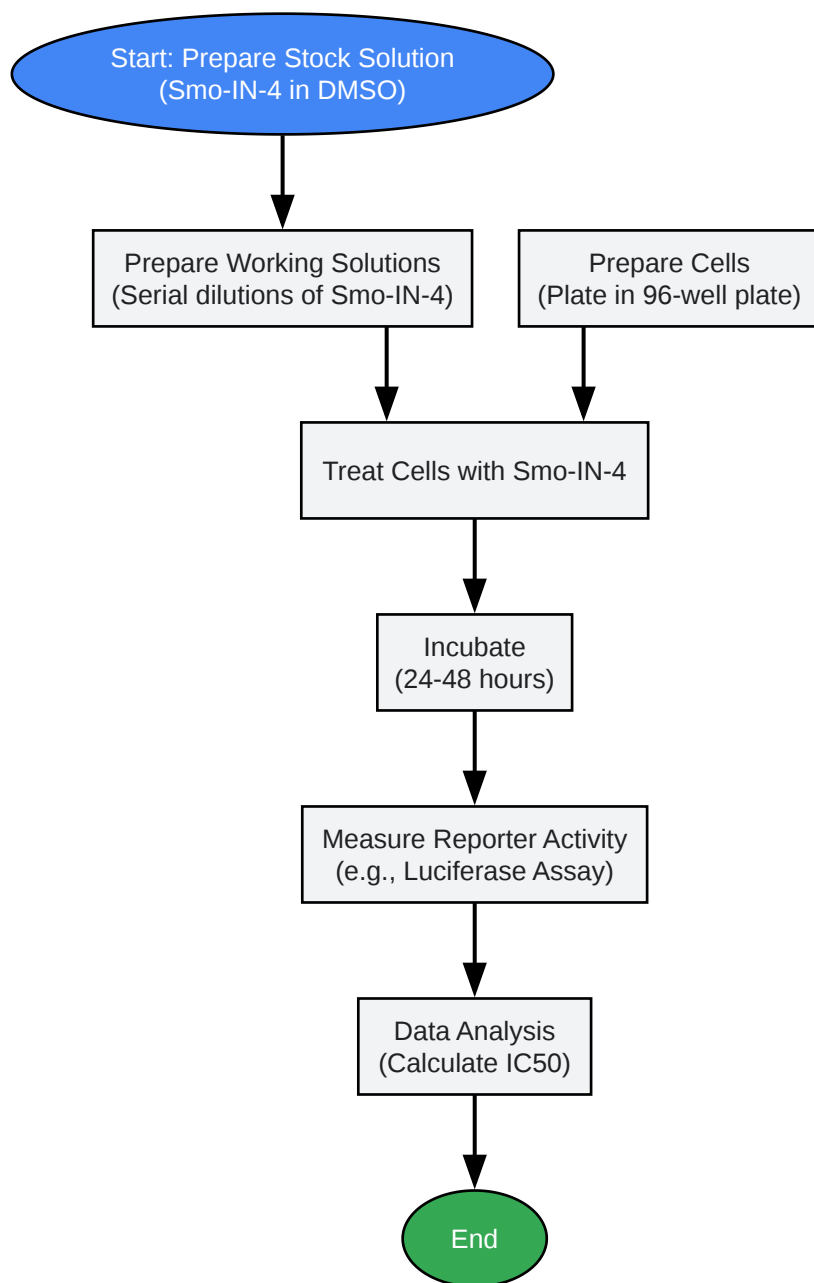 Start: Prepare Stock Solution
(Smo-IN-4 in DMSO)
Prepare Working Solutions
(Serial dilutions of Smo-IN-4)
Prepare Cells
(Plate in 96-well plate)
Treat Cells with Smo-IN-4
Incubate
(24-48 hours)
Measure Reporter Activity
(e.g., Luciferase Assay)
Data Analysis
(Calculate IC50)
End